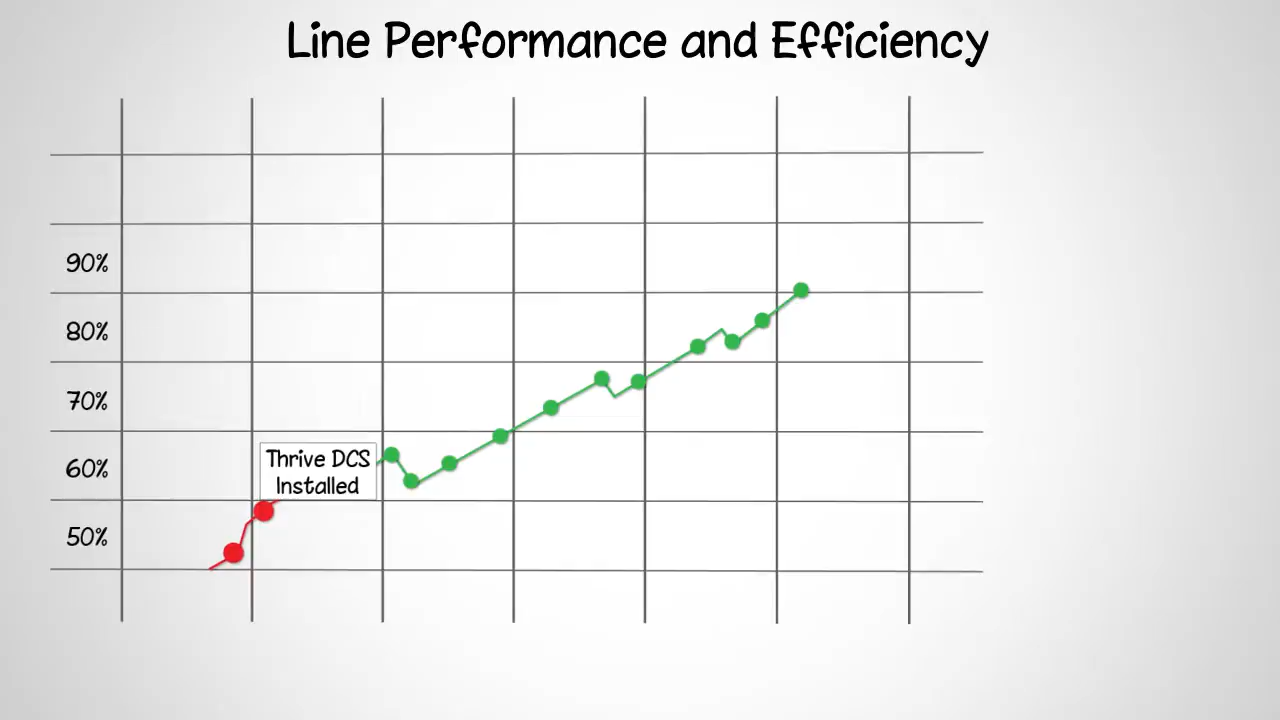 Line Performance and Efficiency
90%
80%
70%
60%
50%
Thrive DCS
Installed